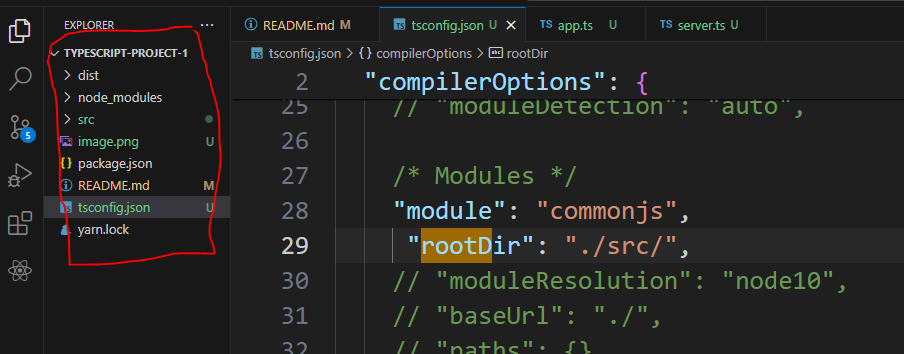 EXPLORER
TYPESCRIPT-PROJECT-1
dist
node_modules
src
image.png U
package.json
README.md M
tsconfig.json U
yarn.lock
5
README.md M
tsconfig.json U
TS app.ts U
TS server.ts U
tsconfig.json > {} compilerOptions > rootDir
2 "compilerOptions": {
25 // "moduleDetection": "auto",
26
27 /* Modules */
28 "module": "commonjs",
29 "rootDir": "./src/",
30 // "moduleResolution": "node10",
31 // "baseUrl": "./",
32 // "paths": {}